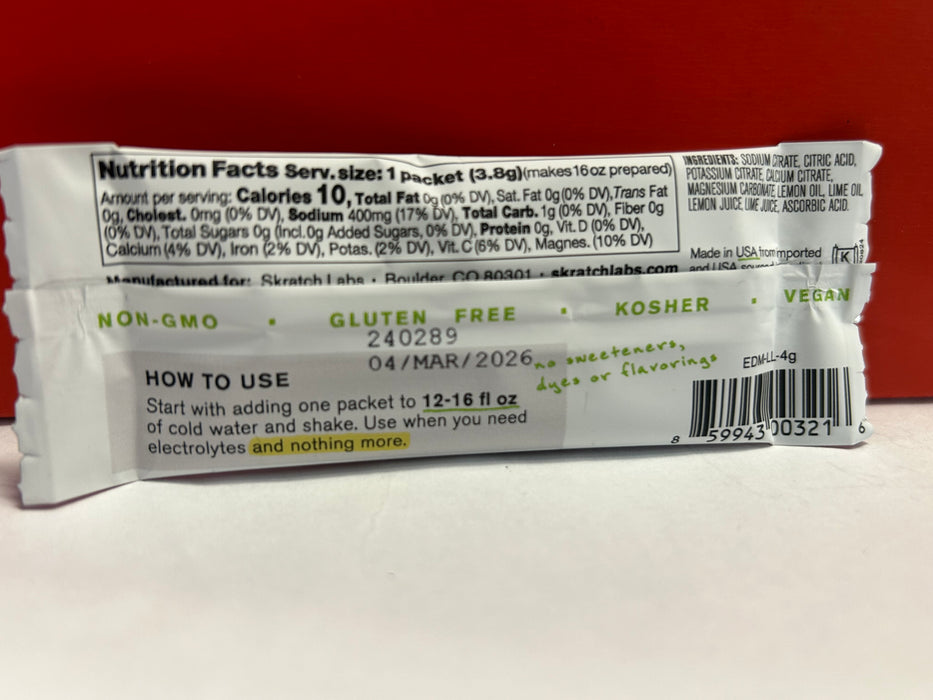 Nutrition Facts Serv. size: 1 packet (3.8g) (makes 16oz prepared)
Amount per serving: Calories 10, Total Fat 0g (0% DV), Sat. Fat 0g (0% DV), Trans Fat
0g, Cholest. 0mg (0% DV), Sodium 400mg (17% DV), Total Carb. 1g (0% DV), Fiber 0g
(0% DV), Total Sugars 0g (Incl. 0g Added Sugars, 0% DV), Protein 0g, Vit. D (0% DV),
Calcium (4% DV), Iron (2% DV), Potas. (2% DV), Vit. C (6% DV), Magnes. (10% DV)
INGREDIENTS: SODIUM CITRATE, CITRIC ACID,
POTASSIUM CITRATE, CALCIUM CITRATE,
MAGNESIUM CARBONATE, LEMON OIL, LIME OIL,
LEMON JUICE, LIME JUICE, ASCORBIC ACID.
Made in USA from imported
and USA
K
Manufactured for: Skratch Labs · Boulder CO 80301 · skratchlabs.com
NON-GMO · GLUTEN FREE · KOSHER · VEGAN
240289
04/MAR/2026
no sweeteners,
dyes or flavorings
HOW TO USE
Start with adding one packet to 12-16 fl oz
of cold water and shake. Use when you need
electrolytes and nothing more.
EDM-LL-4g
8 59943 00321 6